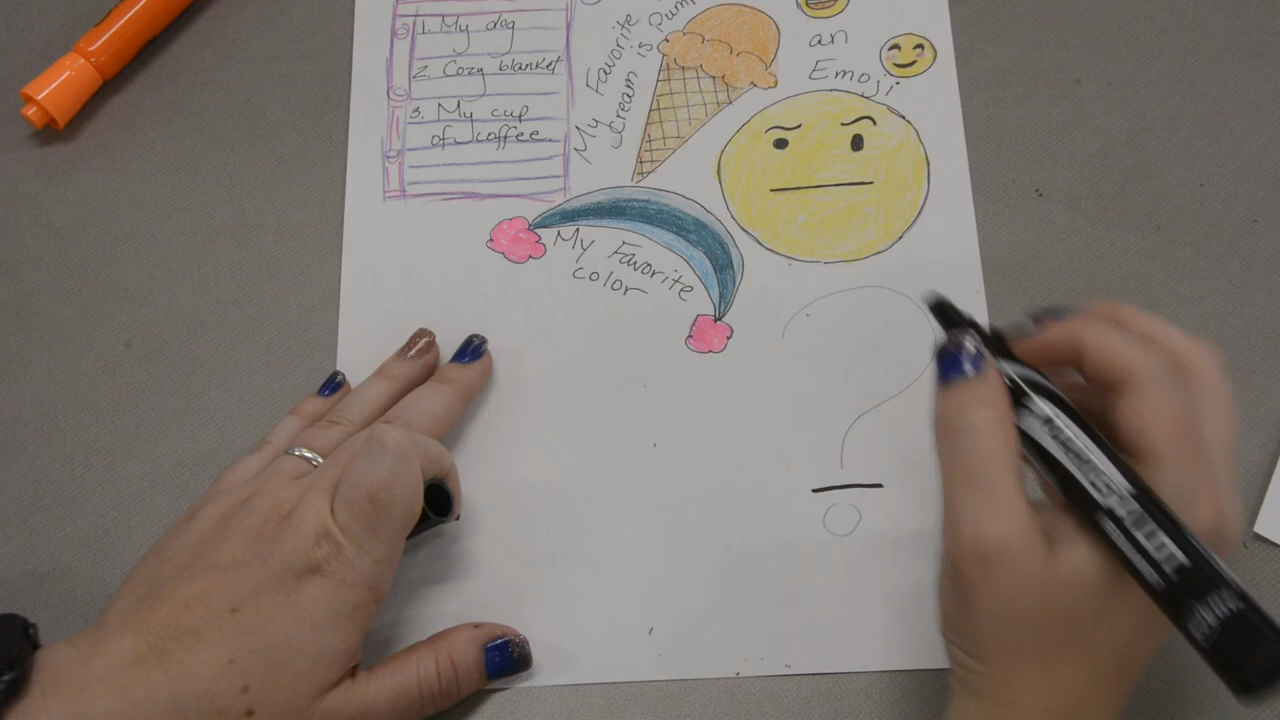 1. My dog
2. Cozy blanket
3. My cup
of coffee
My Favorite
cream is Pum
an
Emoji
My Favorite
color
?